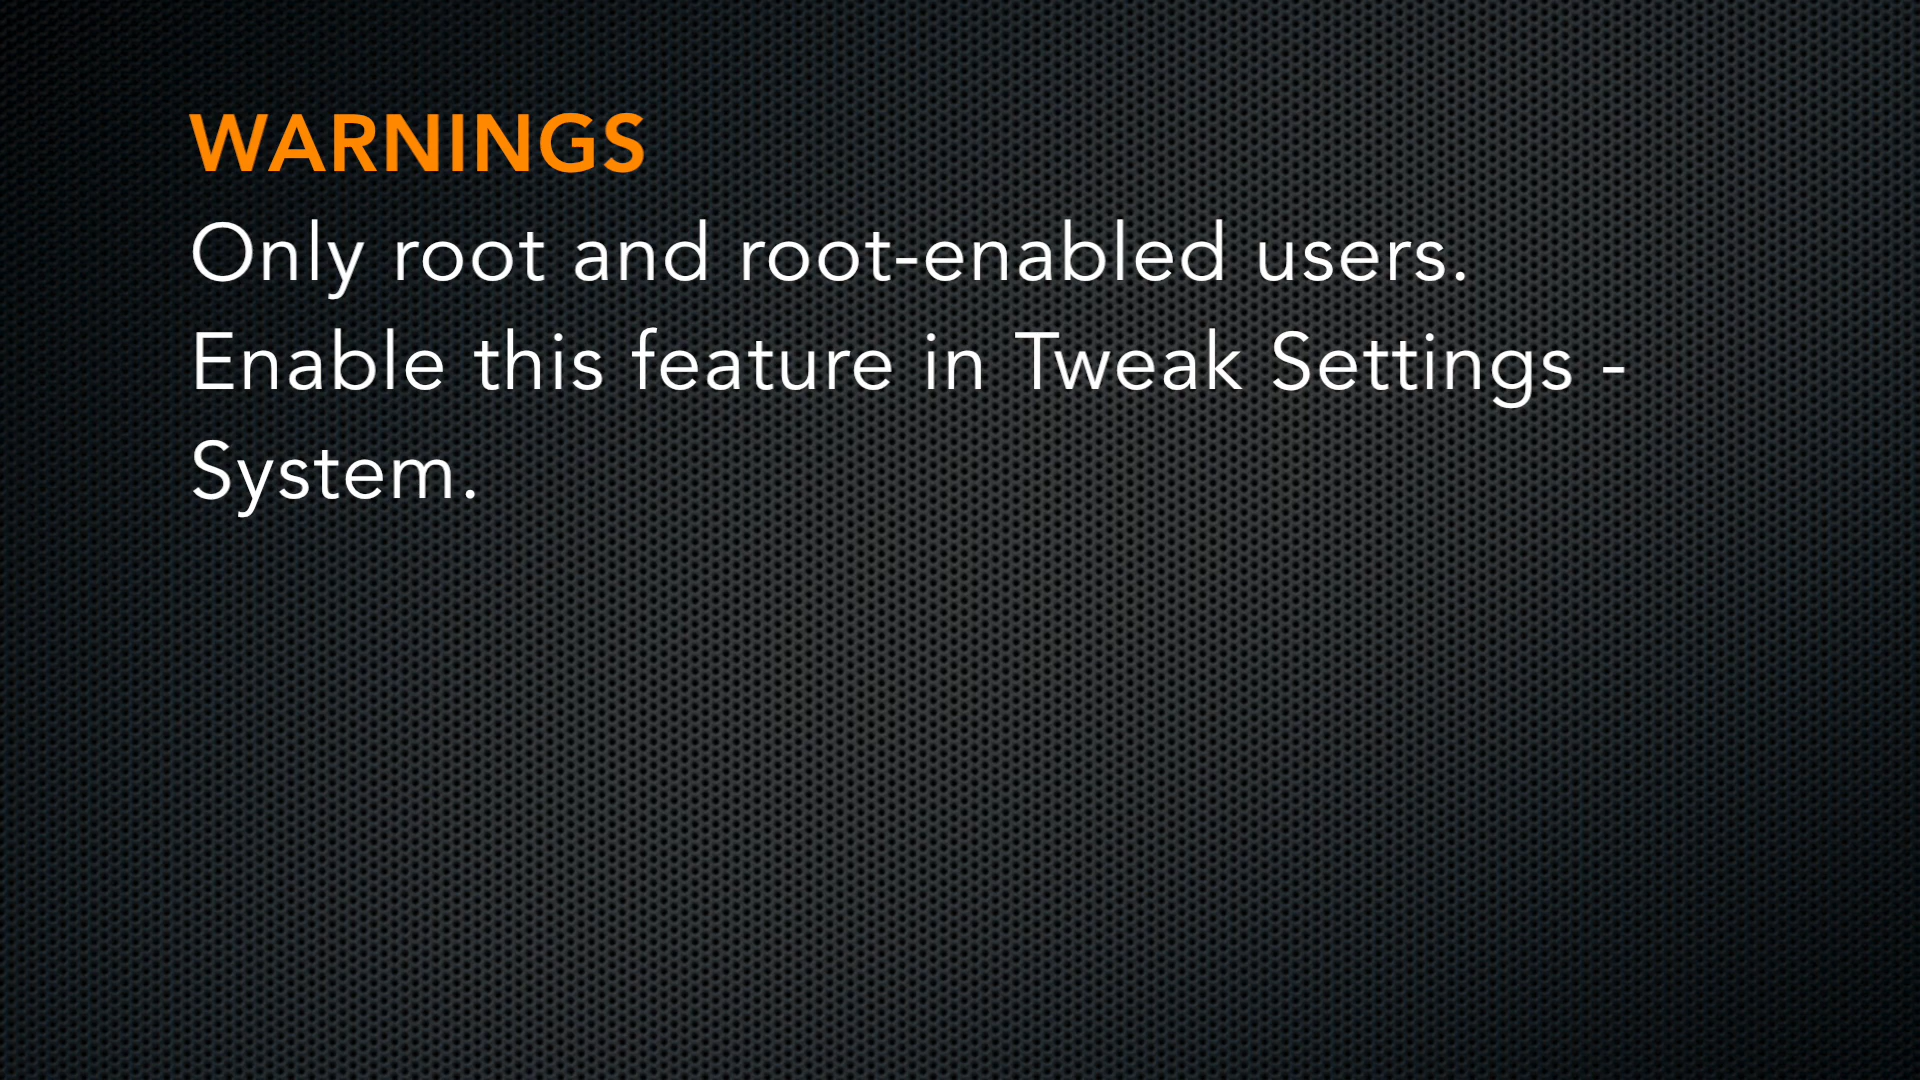 WARNINGS
Only root and root-enabled users.
Enable this feature in Tweak Settings -
System.